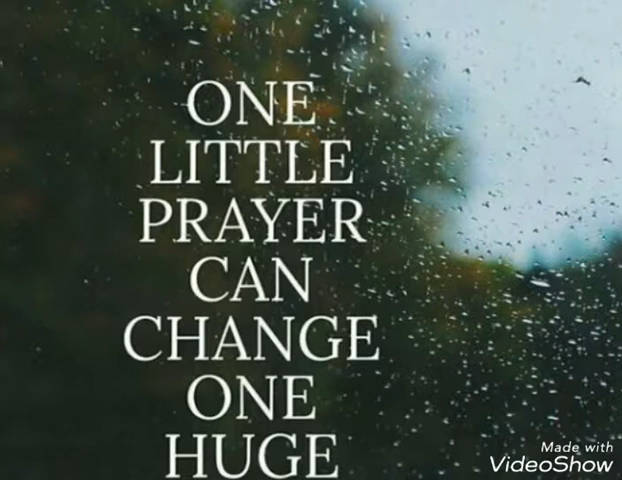 ONE
LITTLE
PRAYER
CAN
CHANGE
ONE
HUGE
Made with
VideoShow